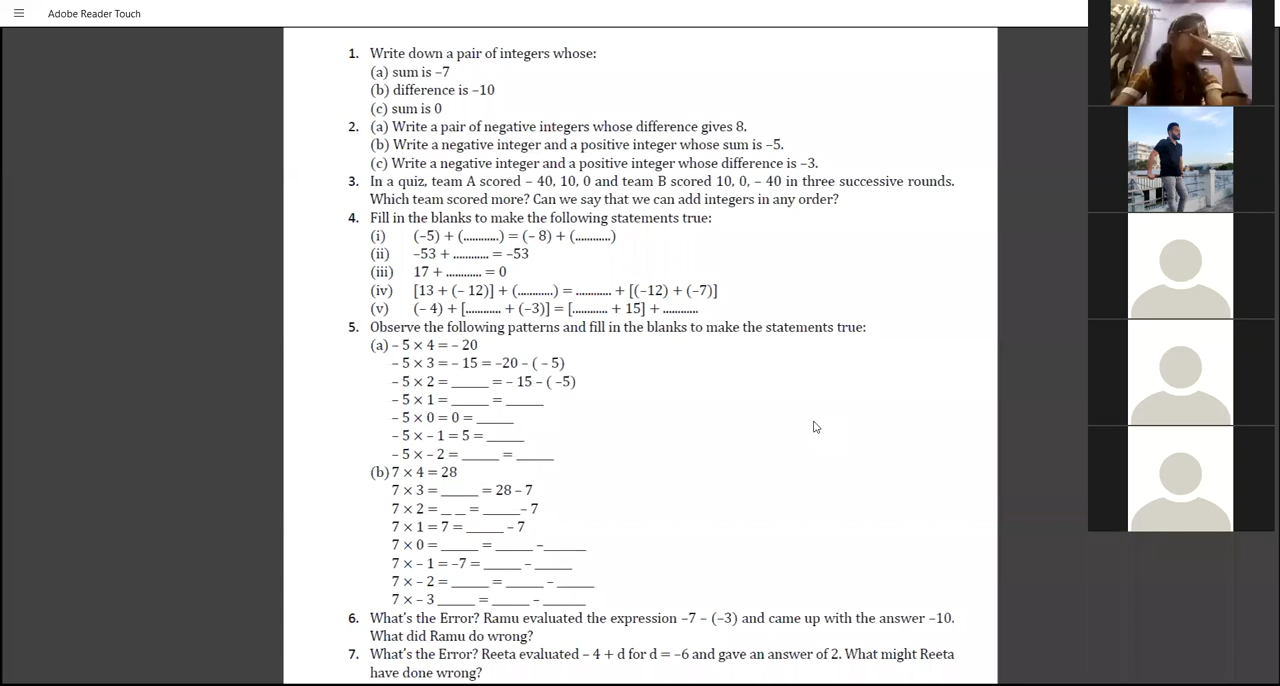 Adobe Reader Touch
1. Write down a pair of integers whose:
(a) sum is –7
(b) difference is –10
(c) sum is 0
2. (a) Write a pair of negative integers whose difference gives 8.
(b) Write a negative integer and a positive integer whose sum is –5.
(c) Write a negative integer and a positive integer whose difference is –3.
3. In a quiz, team A scored – 40, 10, 0 and team B scored 10, 0, – 40 in three successive rounds.
Which team scored more? Can we say that we can add integers in any order?
4. Fill in the blanks to make the following statements true:
(i) (–5) + (............) = (– 8) + (............)
(ii) –53 + ............ = –53
(iii) 17 + ............ = 0
(iv) [13 + (– 12)] + (............) = ............ + [(–12) + (–7)]
(v) (– 4) + [............ + (–3)] = [............ + 15] + ............
5. Observe the following patterns and fill in the blanks to make the statements true:
(a) – 5 × 4 = – 20
– 5 × 3 = – 15 = –20 – ( – 5)
– 5 × 2 = _____ = – 15 – ( –5)
– 5 × 1 = _____ = _____
– 5 × 0 = 0 = _____
– 5 × – 1 = 5 = _____
– 5 × – 2 = _____ = _____
(b) 7 × 4 = 28
7 × 3 = _____ = 28 – 7
7 × 2 = _ _ = _____– 7
7 × 1 = 7 = _____ – 7
7 × 0 = _____ = _____ –______
7 × – 1 = –7 = _____ – _____
7 × – 2 = _____ = _____ – _____
7 × – 3 _____ = _____ – ______
6. What's the Error? Ramu evaluated the expression –7 – (–3) and came up with the answer –10.
What did Ramu do wrong?
7. What's the Error? Reeta evaluated – 4 + d for d = –6 and gave an answer of 2. What might Reeta
have done wrong?